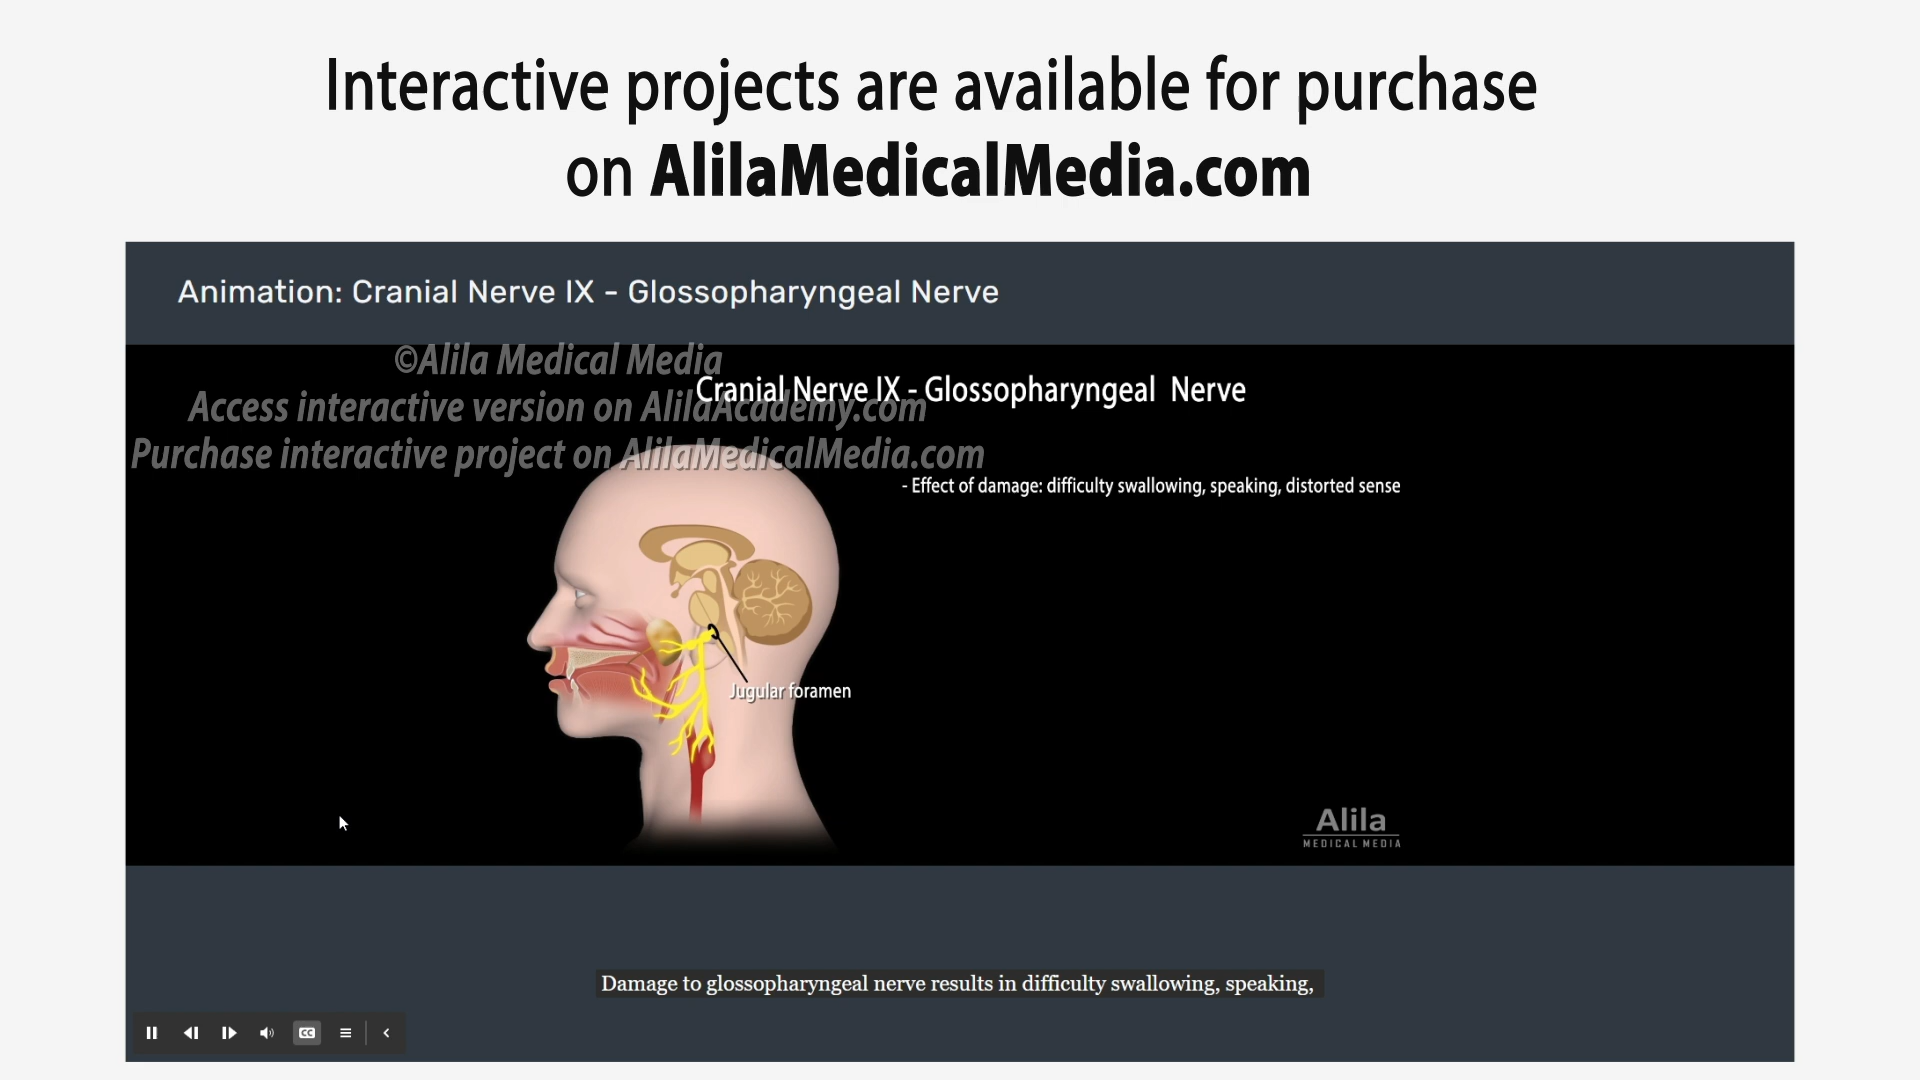 Interactive projects are available for purchase
on AlilaMedicalMedia.com
Animation: Cranial Nerve IX - Glossopharyngeal Nerve
©Alila Medical Media
Access interactive version on AlilaAcademy.com
Purchase interactive project on AlilaMedicalMedia.com
Cranial Nerve IX - Glossopharyngeal Nerve
- Effect of damage: difficulty swallowing, speaking, distorted sense
Jugular foramen
Alila
MEDICAL MEDIA
Damage to glossopharyngeal nerve results in difficulty swallowing, speaking,
CC